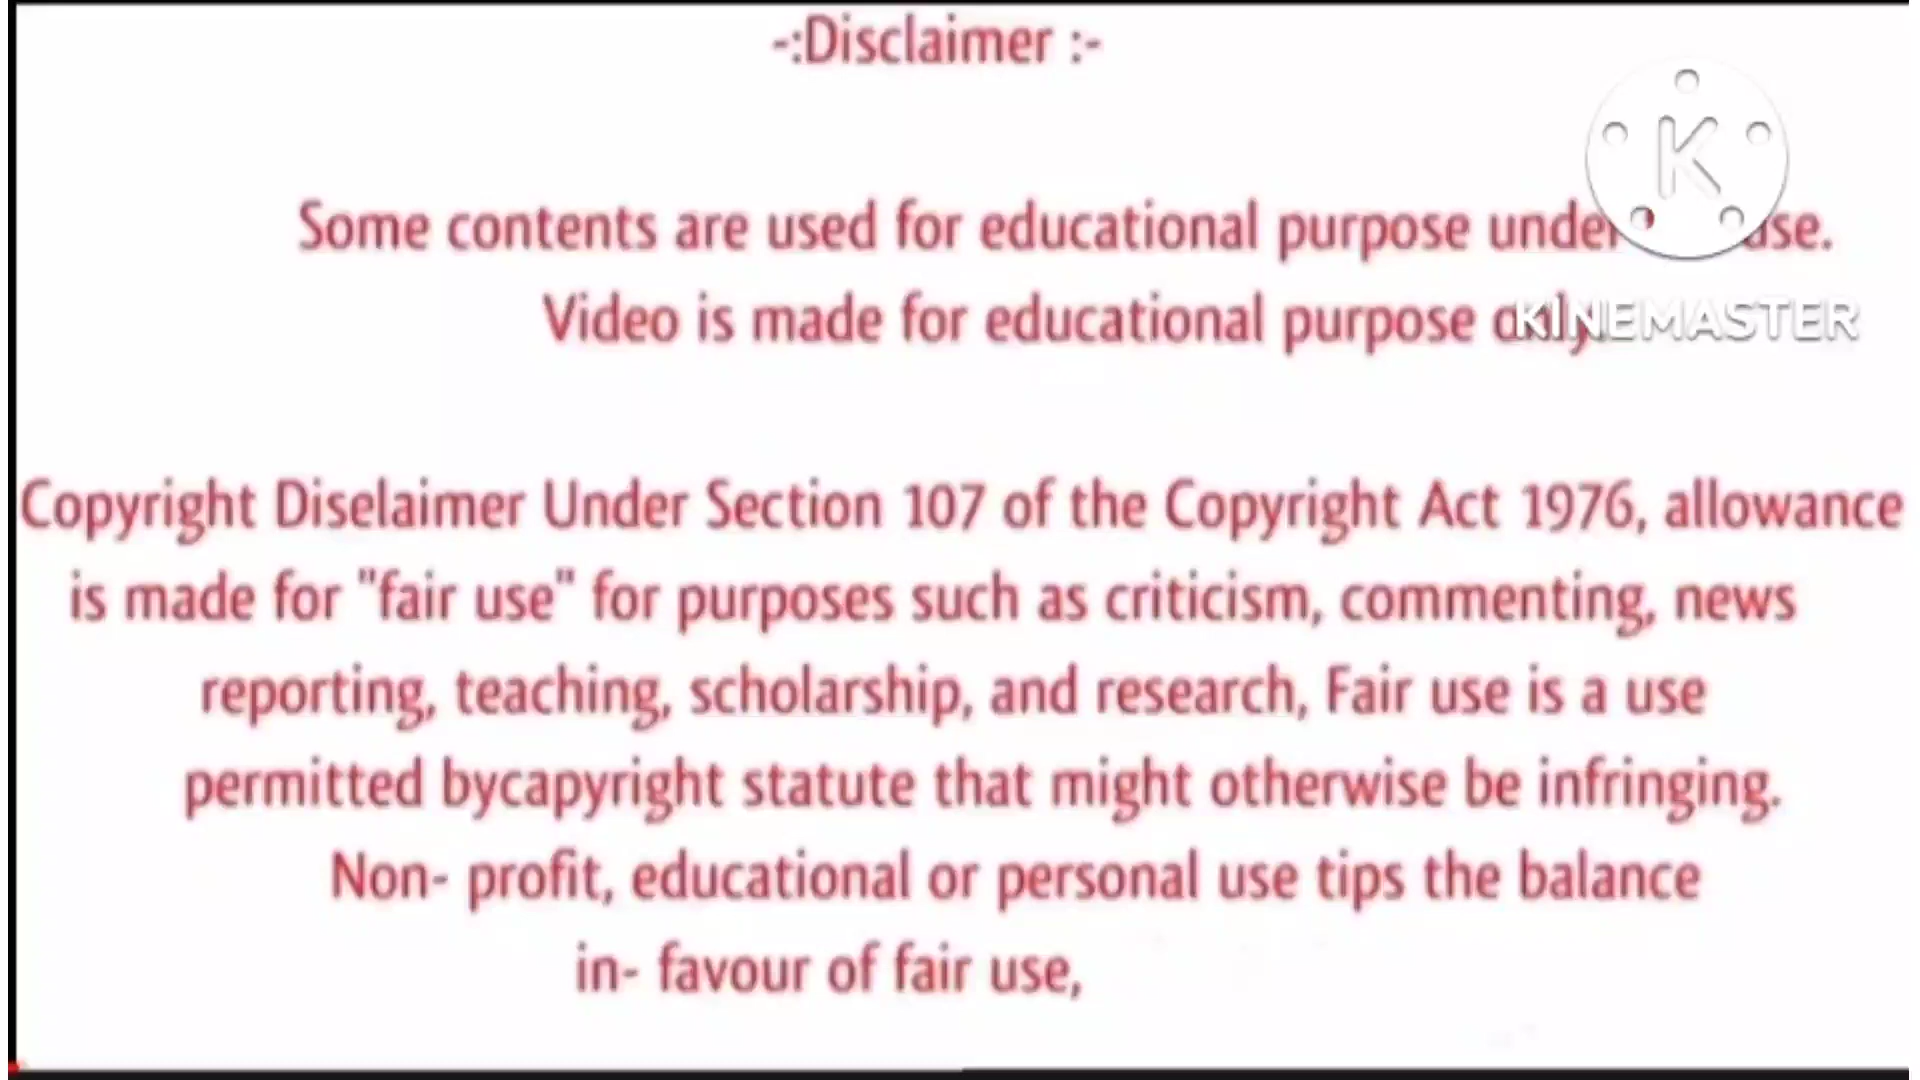 -:Disclaimer :-
Some contents are used for educational purpose under use.
Video is made for educational purpose only.
KINEMASTER
Copyright Diselaimer Under Section 107 of the Copyright Act 1976, allowance
is made for "fair use" for purposes such as criticism, commenting, news
reporting, teaching, scholarship, and research, Fair use is a use
permitted bycapyright statute that might otherwise be infringing.
Non- profit, educational or personal use tips the balance
in- favour of fair use,